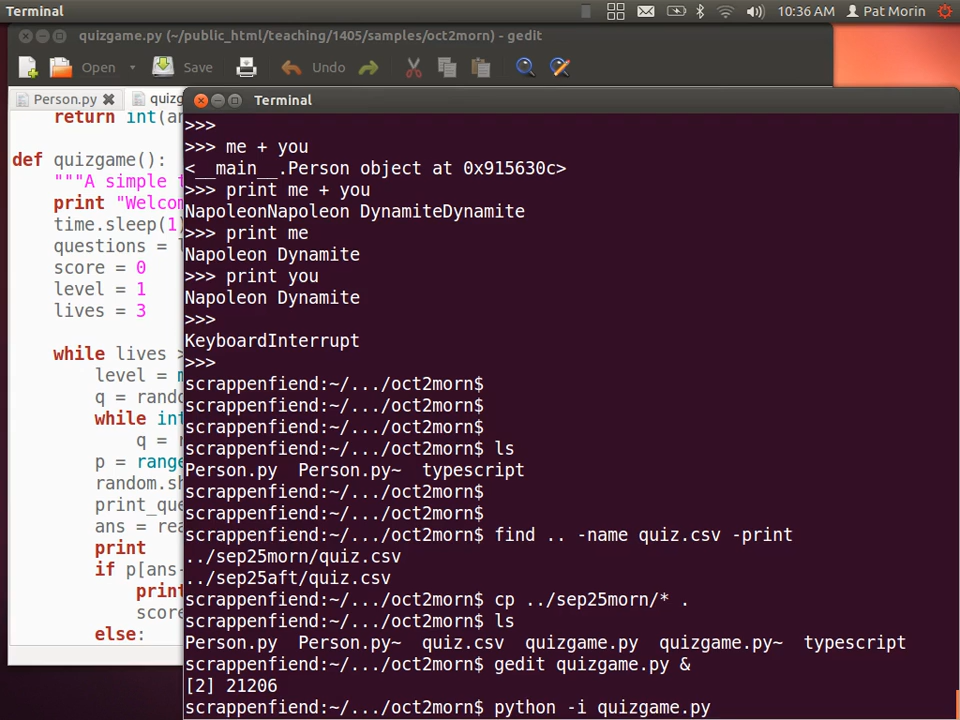 Terminal
10:36 AM
Pat Morin
quizgame.py (~/public_html/teaching/1405/samples/oct2morn) - gedit
Open
Save
Undo
Person.py
quizg
return int(an
def quizgame():
"""A simple t
print "Welcom
time.sleep(1)
questions = l
score = 0
level = 1
lives = 3
while lives >
level = m
q = rando
while int
q = r
p = range
random.sh
print_que
ans = rea
print
if p[ans-
print
score
else:
Terminal
>>>
>>> me + you
<__main__.Person object at 0x915630c>
>>> print me + you
NapoleonNapoleon DynamiteDynamite
>>> print me
Napoleon Dynamite
>>> print you
Napoleon Dynamite
>>>
KeyboardInterrupt
>>>
scrappenfiend:~/.../oct2morn$
scrappenfiend:~/.../oct2morn$
scrappenfiend:~/.../oct2morn$
scrappenfiend:~/.../oct2morn$ ls
Person.py  Person.py~  typescript
scrappenfiend:~/.../oct2morn$
scrappenfiend:~/.../oct2morn$
scrappenfiend:~/.../oct2morn$ find .. -name quiz.csv -print
../sep25morn/quiz.csv
../sep25aft/quiz.csv
scrappenfiend:~/.../oct2morn$ cp ../sep25morn/* .
scrappenfiend:~/.../oct2morn$ ls
Person.py  Person.py~  quiz.csv  quizgame.py  quizgame.py~  typescript
scrappenfiend:~/.../oct2morn$ gedit quizgame.py &
[2] 21206
scrappenfiend:~/.../oct2morn$ python -i quizgame.py